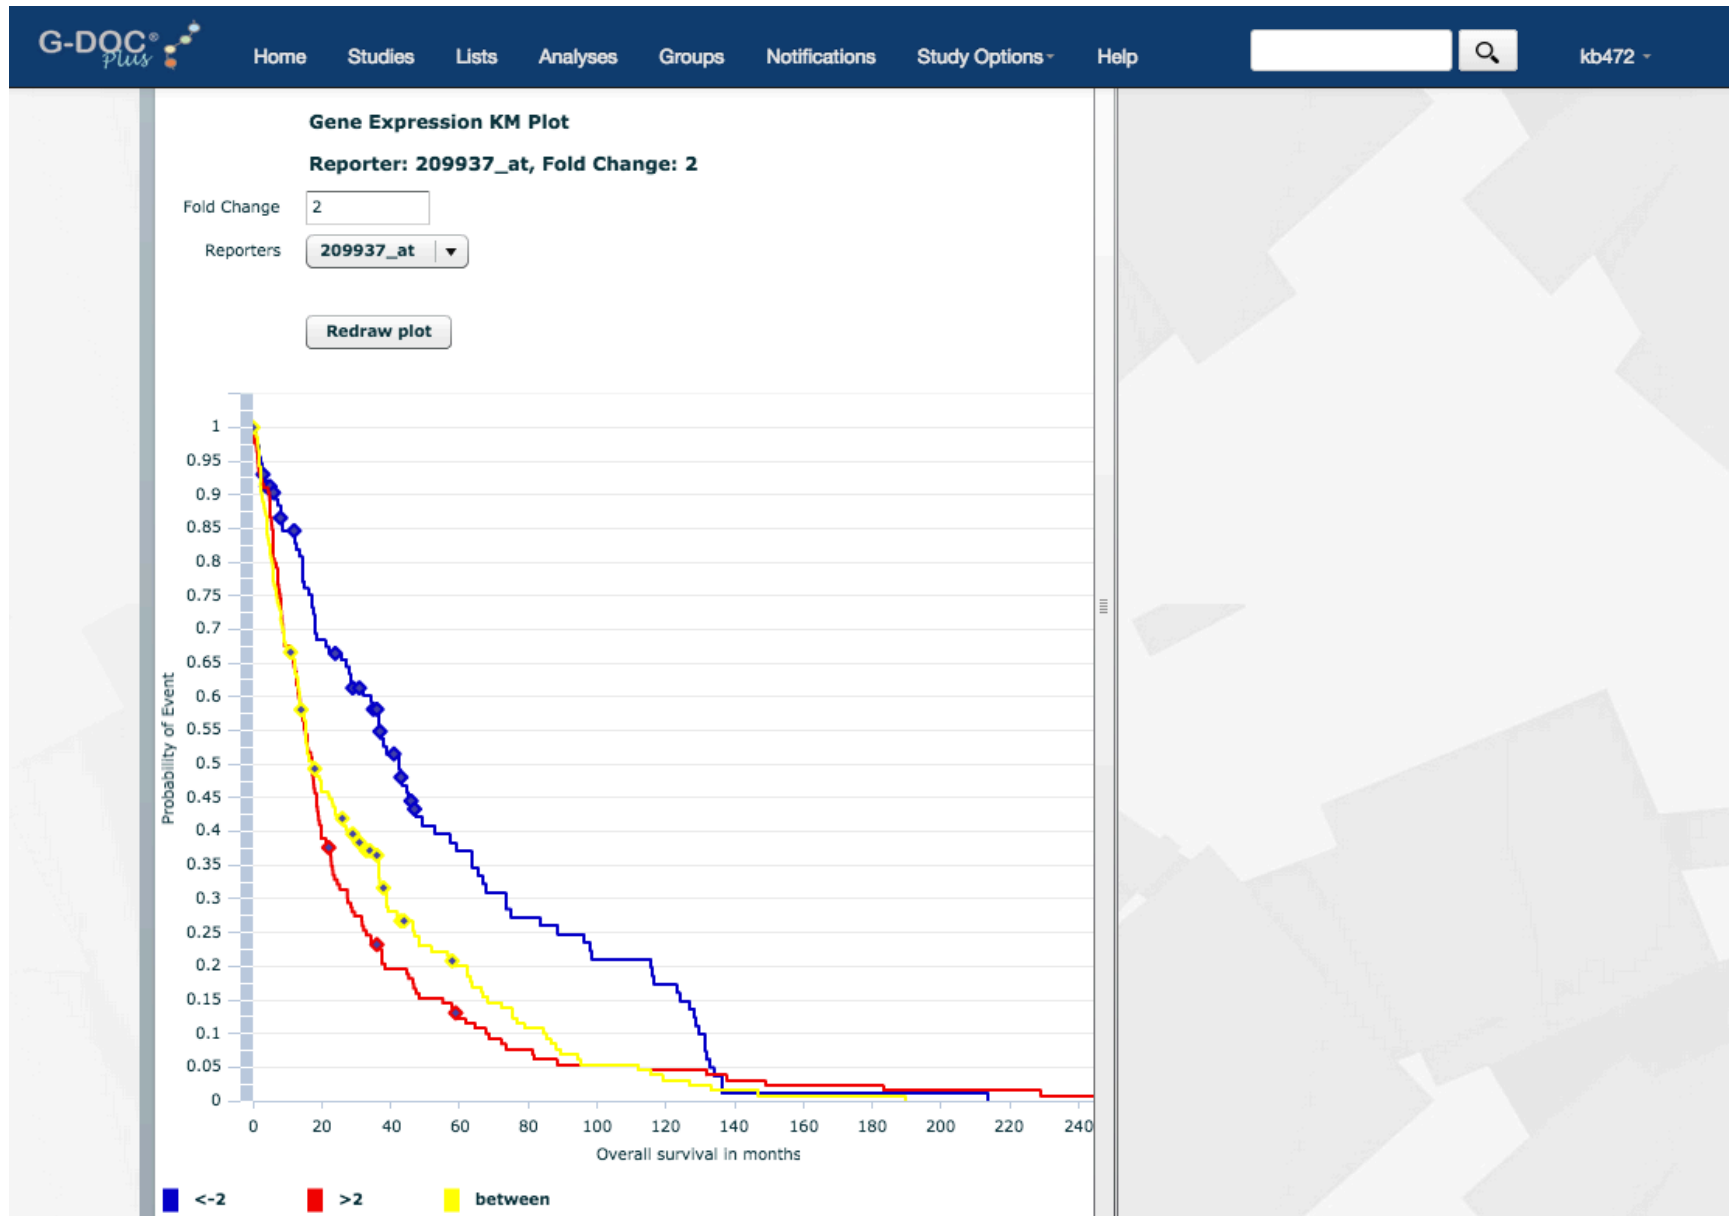 G-DOC® Plus Home Studies Lists Analyses Groups Notifications Study Options Help kb472
Gene Expression KM Plot
Reporter: 209937_at, Fold Change: 2
Fold Change 2
Reporters 209937_at
Redraw plot
1
0.95
0.9
0.85
0.8
0.75
0.7
0.65
0.6
0.55
0.5
0.45
0.4
0.35
0.3
0.25
0.2
0.15
0.1
0.05
0
Probability of Event
0 20 40 60 80 100 120 140 160 180 200 220 240
Overall survival in months
<-2 >2 between